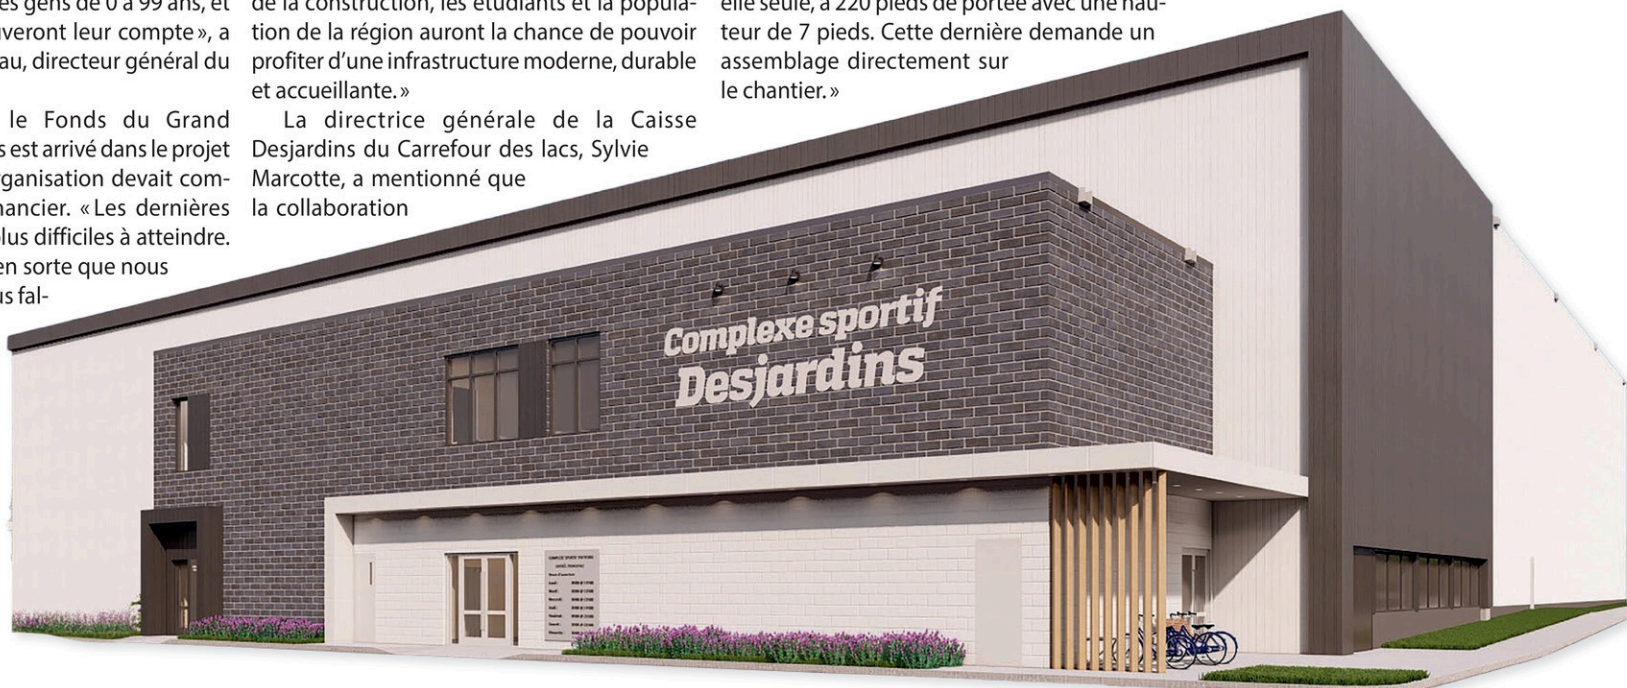 es gens de 0 à 99 ans, et
uveront leur compte », a
au, directeur général du
le Fonds du Grand
s est arrivé dans le projet
rganisation devait com-
nancier. « Les dernières
plus difficiles à atteindre.
en sorte que nous
us fal-
de la construction, les étudiants et la popula-
tion de la région auront la chance de pouvoir
profiter d'une infrastructure moderne, durable
et accueillante. »
La directrice générale de la Caisse
Desjardins du Carrefour des lacs, Sylvie
Marcotte, a mentionné que
la collaboration
elle seule, a 220 pieds de portée avec une hau-
teur de 7 pieds. Cette dernière demande un
assemblage directement sur
le chantier. »
Complexe sportif
Desjardins